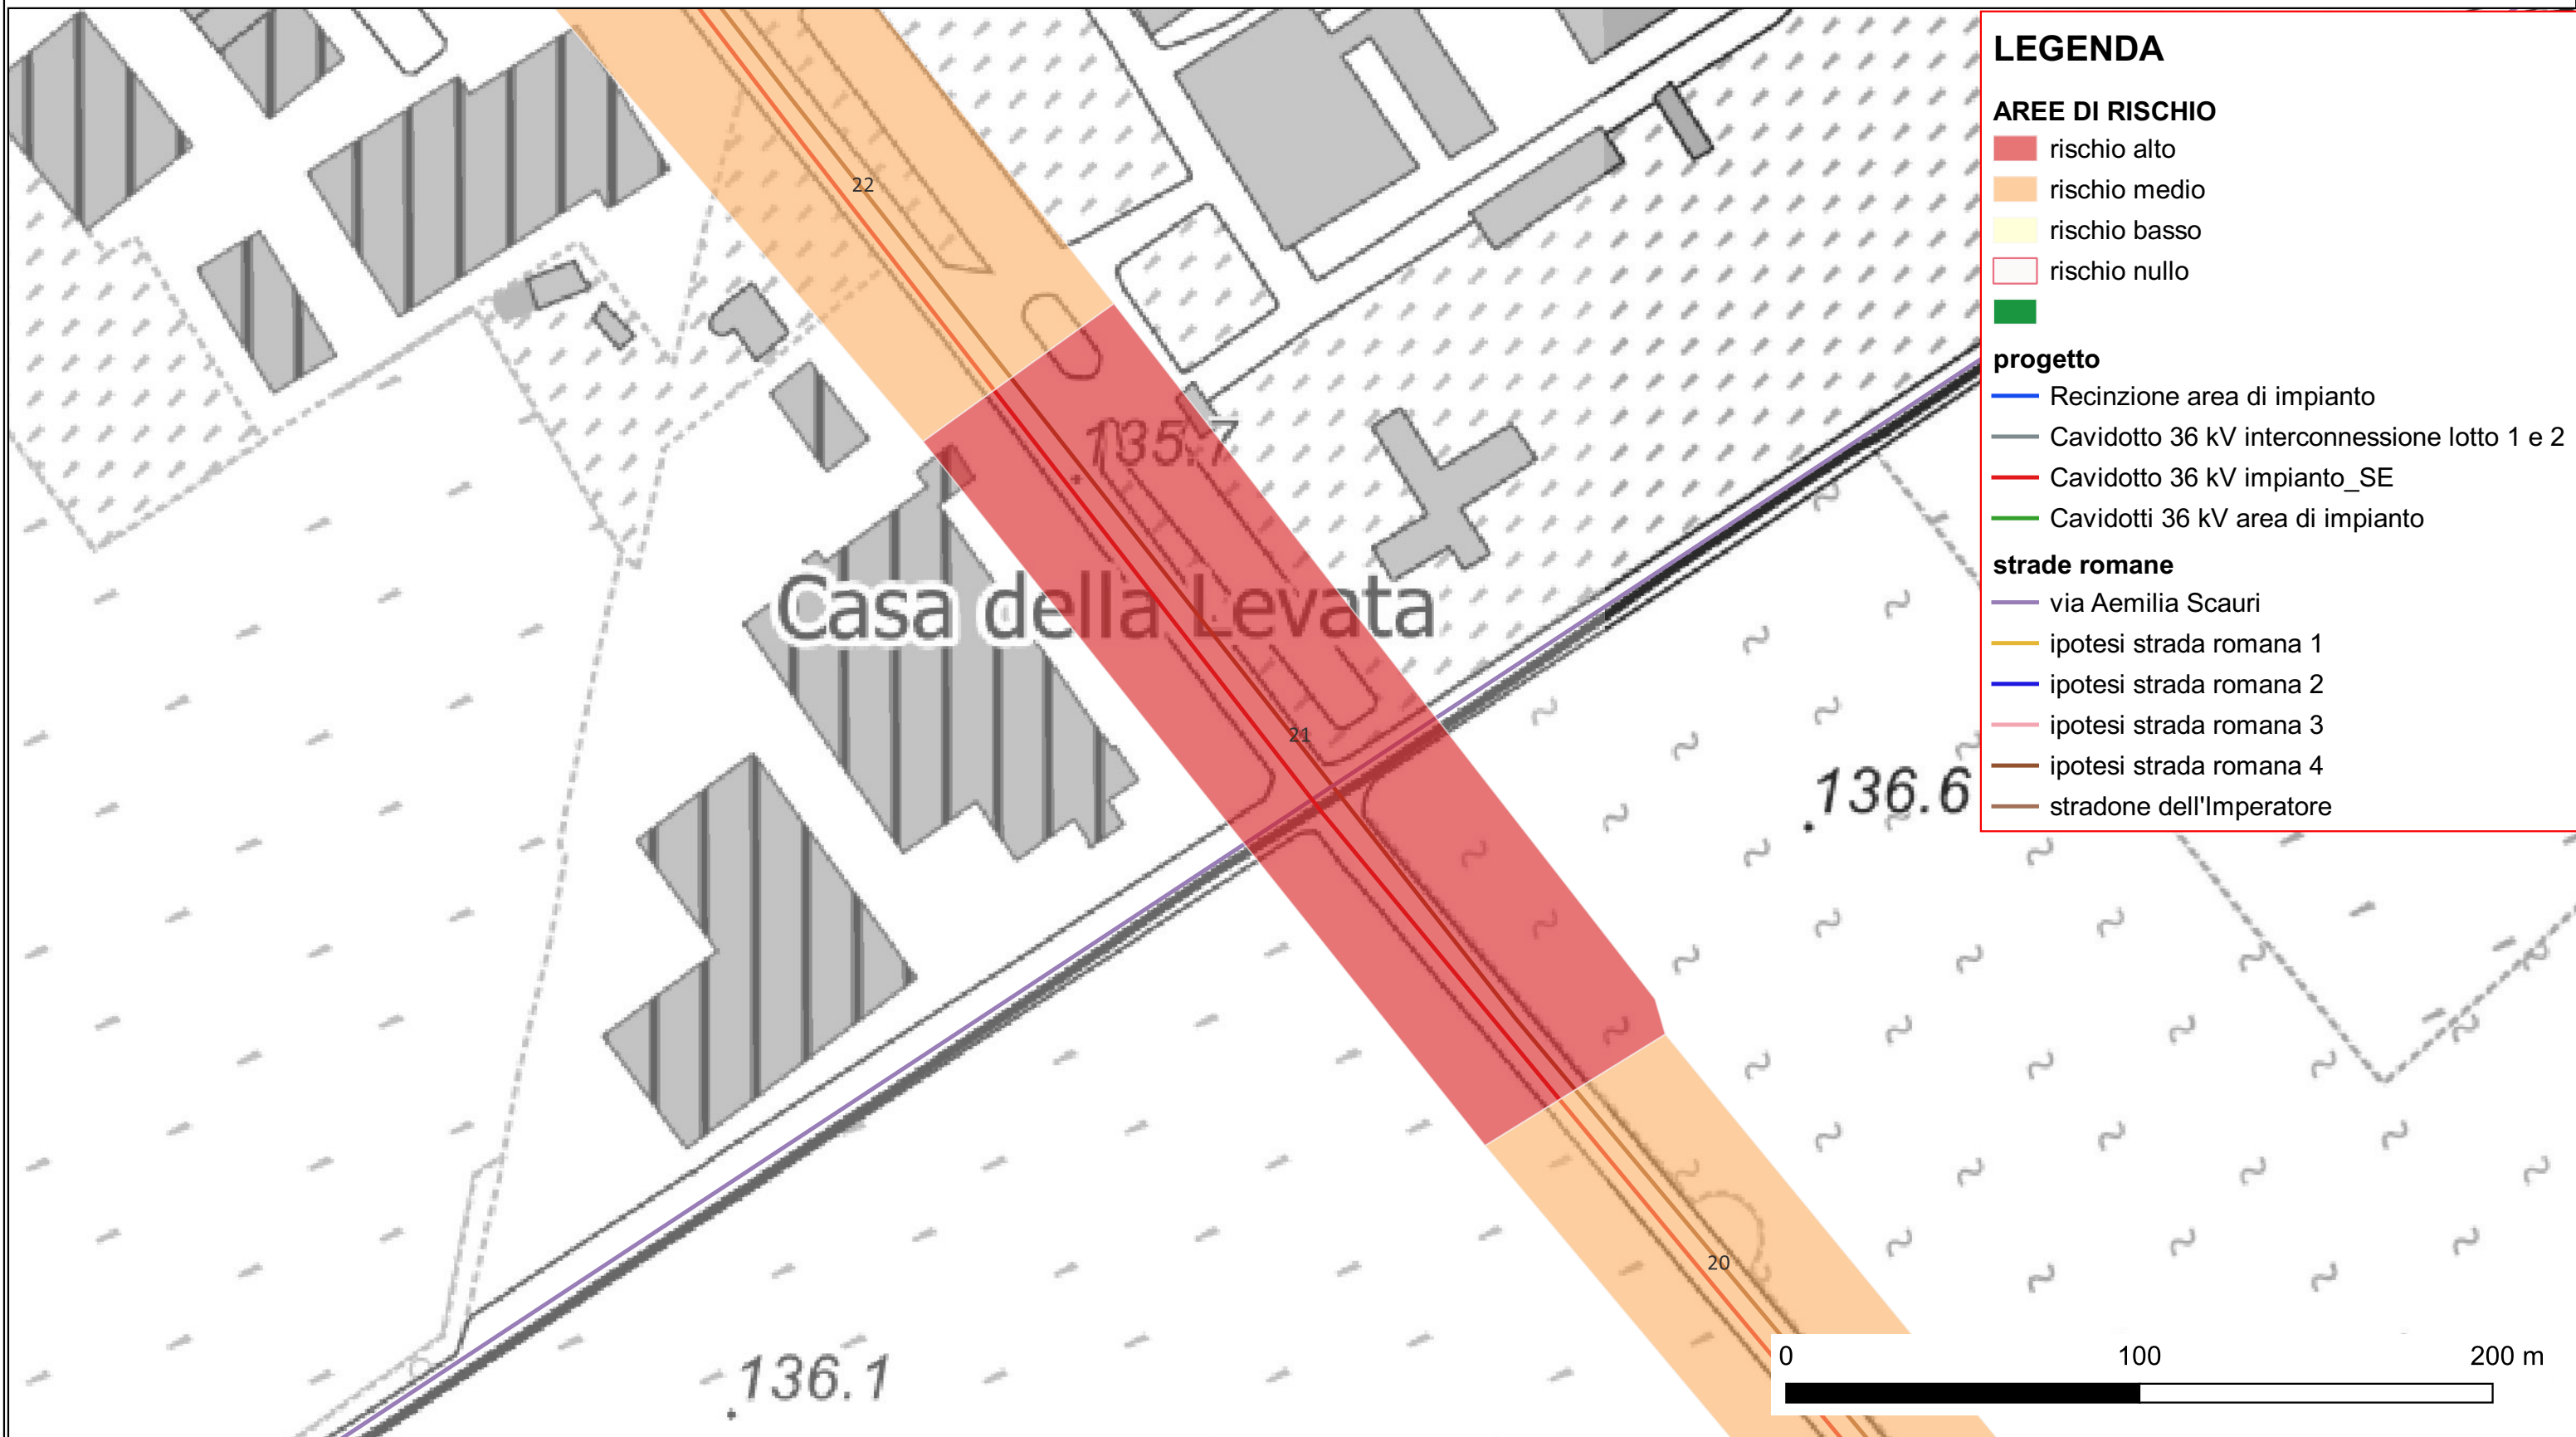 22
135.7
Casa della Levata
21
136.6
20
136.1
LEGENDA
AREE DI RISCHIO
rischio alto
rischio medio
rischio basso
rischio nullo
progetto
Recinzione area di impianto
Cavidotto 36 kV interconnessione lotto 1 e 2
Cavidotto 36 kV impianto_SE
Cavidotti 36 kV area di impianto
strade romane
via Aemilia Scauri
ipotesi strada romana 1
ipotesi strada romana 2
ipotesi strada romana 3
ipotesi strada romana 4
stradone dell'Imperatore
0 100 200 m